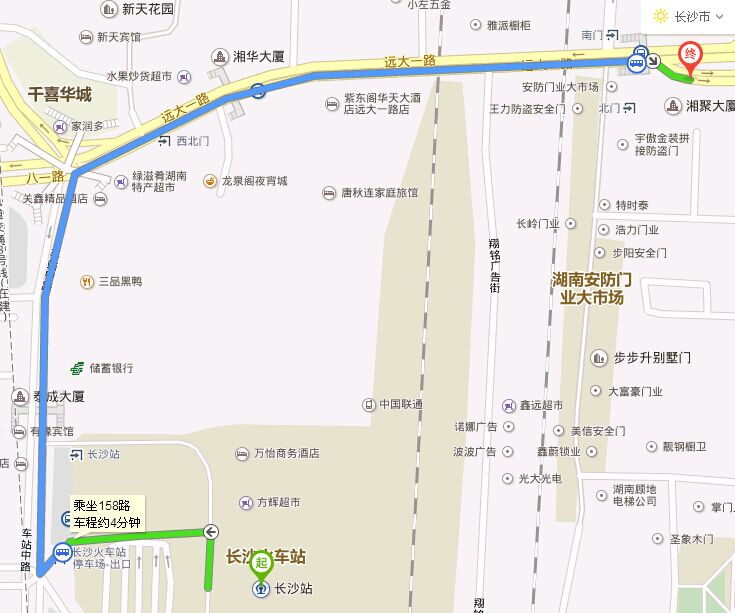 新天花园
小左五金
长沙市
雅派橱柜
新天宾馆
南门
终
湘华大厦
远大一路
水果炒货超市
千喜华城
远大一路
紫东阁华天大酒
店远大一路店
安防门业大市场
王力防盗安全门
北门
湘聚大厦
家润多
西北门
宇傲金装拼
接防盗门
八一路
绿滋肴湖南
特产超市
龙泉阁夜宵城
唐秋连家庭旅馆
关鑫精品酒店
特时泰
长岭门业
浩力门业
翔铭广告街
步阳安全门
三品黑鸭
湖南安防门
业大市场
储蓄银行
步步升别墅门
泰成大厦
大富豪门业
中国联通
鑫远超市
诺娜广告
美信安全门
有缘宾馆
长沙站
万怡商务酒店
波波广告
鑫蔚锁业
靓钢橱卫
店
光大光电
湖南顾地
电梯公司
乘坐158路
车程约4分钟
方辉超市
掌门
车站中路
圣象木门
长沙火车站
停车场-出口
长沙火车站
起
长沙站
翔铭